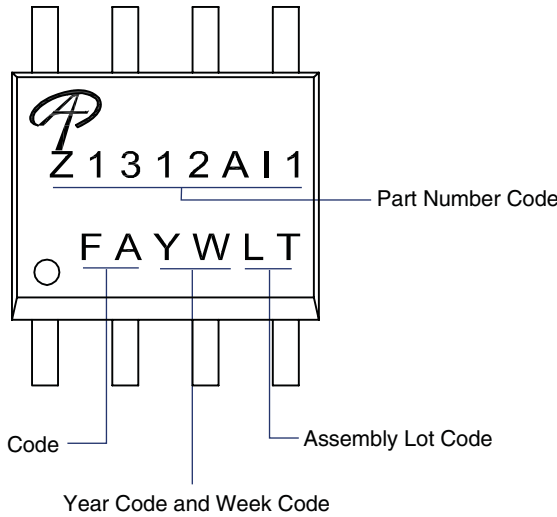 Z1312AI1
Part Number Code
FAYWLT
Code
Assembly Lot Code
Year Code and Week Code